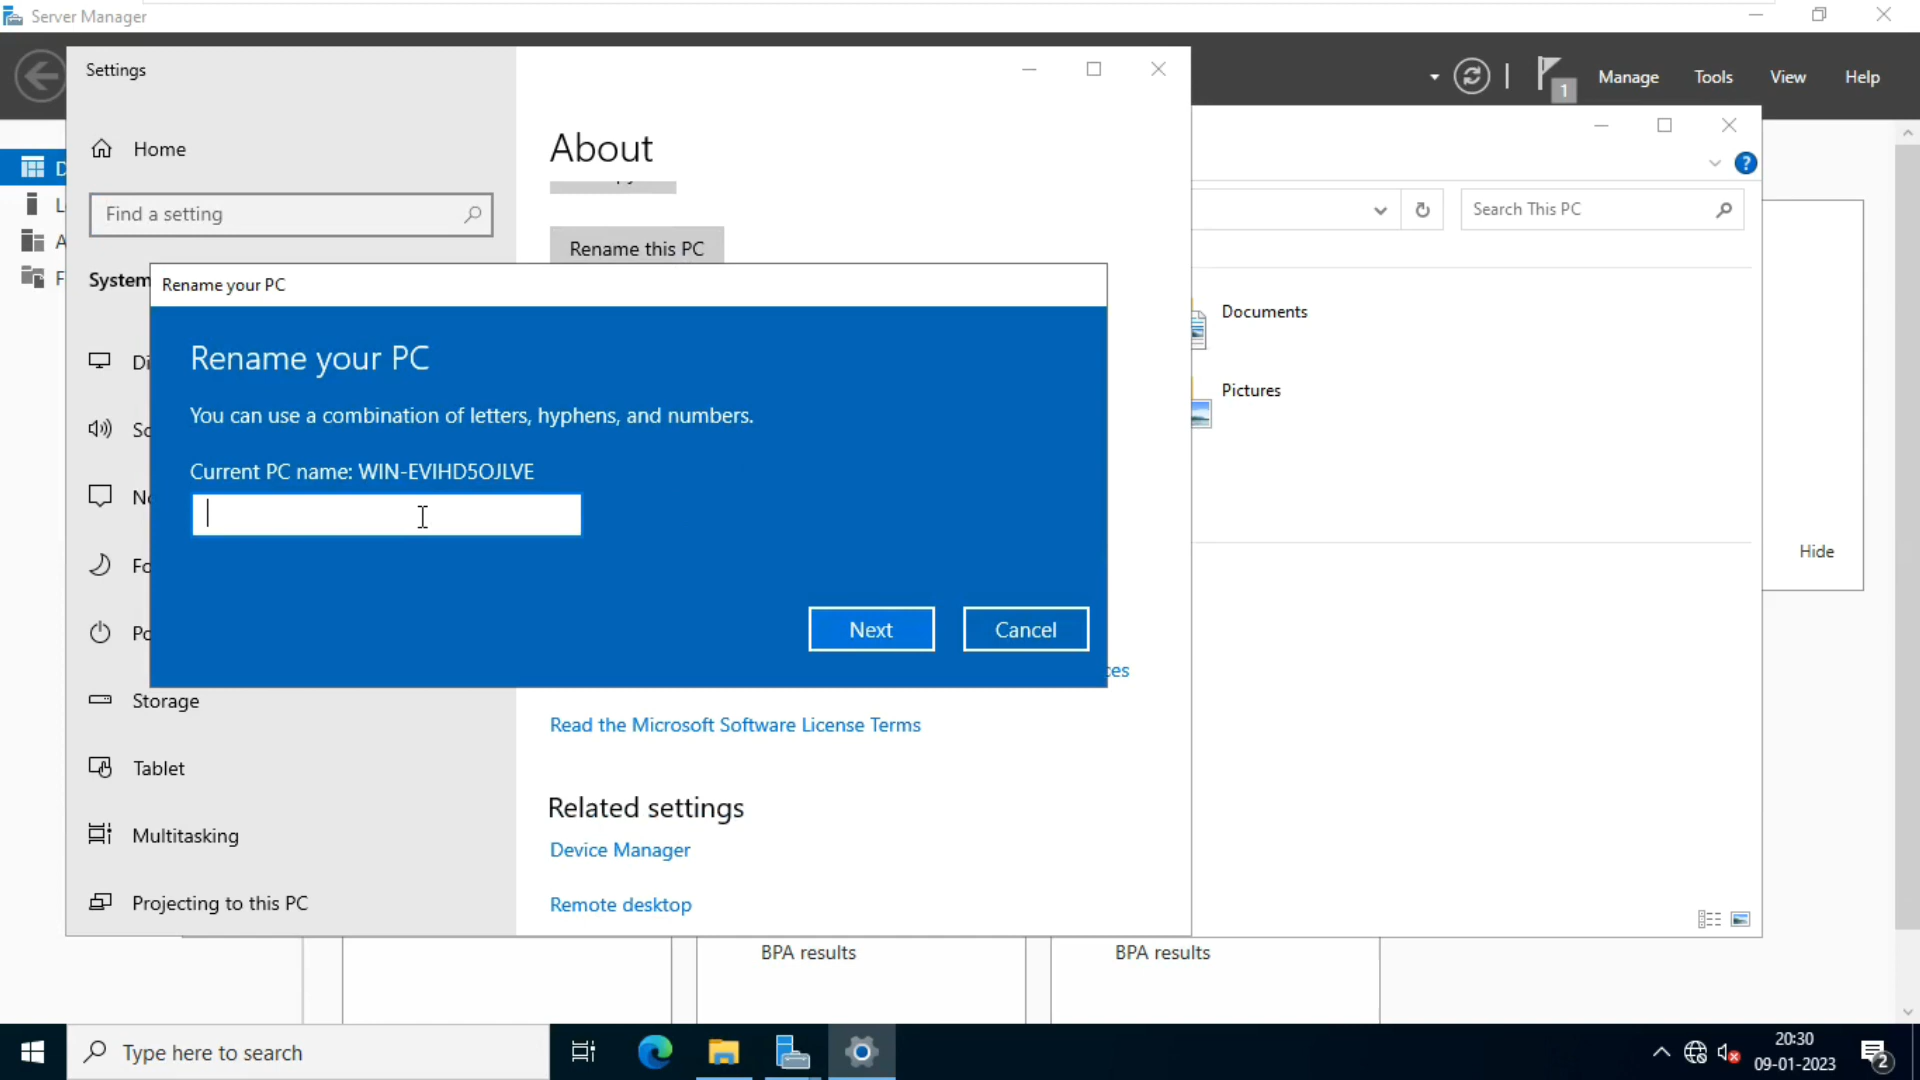 Server Manager
Manage
Tools
View
Help
1
Settings
Home
Find a setting
System
Storage
Tablet
Multitasking
Projecting to this PC
About
Rename this PC
Rename your PC
Rename your PC
You can use a combination of letters, hyphens, and numbers.
Current PC name: WIN-EVIHD5OJLVE
Next
Cancel
Read the Microsoft Software License Terms
Related settings
Device Manager
Remote desktop
Search This PC
Documents
Pictures
Hide
BPA results
BPA results
Type here to search
20:30
09-01-2023
2